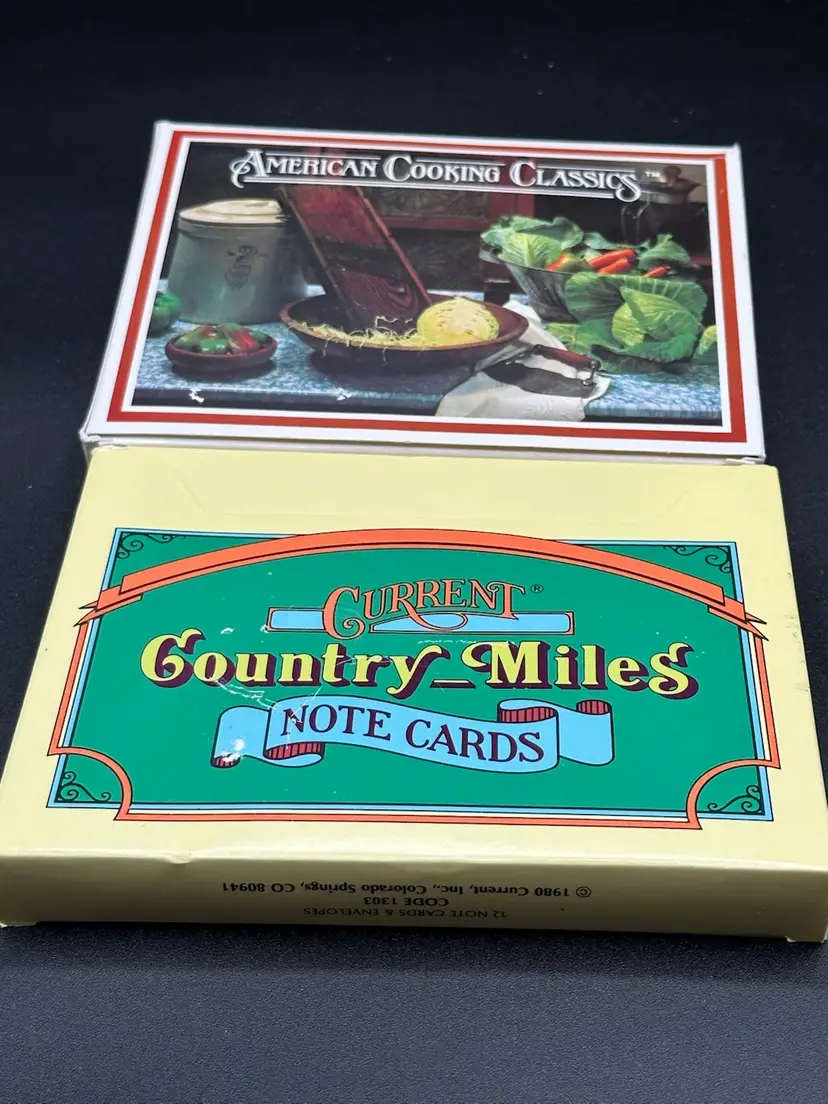 AMERICAN COOKING CLASSICS™
CURRENT®
Country Miles
NOTE CARDS
© 1980 Current, Inc., Colorado Springs, CO 80941
CODE 1303
12 NOTE CARDS & ENVELOPES